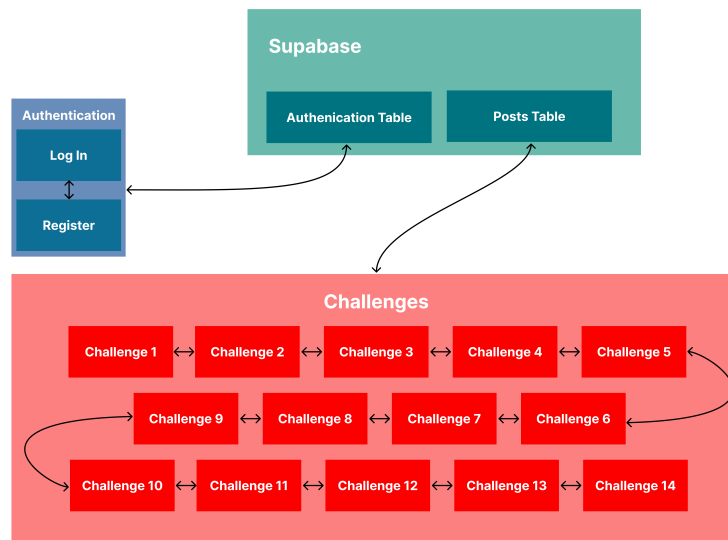 Supabase
Authenication Table
Posts Table
Authentication
Log In
Register
Challenges
Challenge 1
Challenge 2
Challenge 3
Challenge 4
Challenge 5
Challenge 9
Challenge 8
Challenge 7
Challenge 6
Challenge 10
Challenge 11
Challenge 12
Challenge 13
Challenge 14